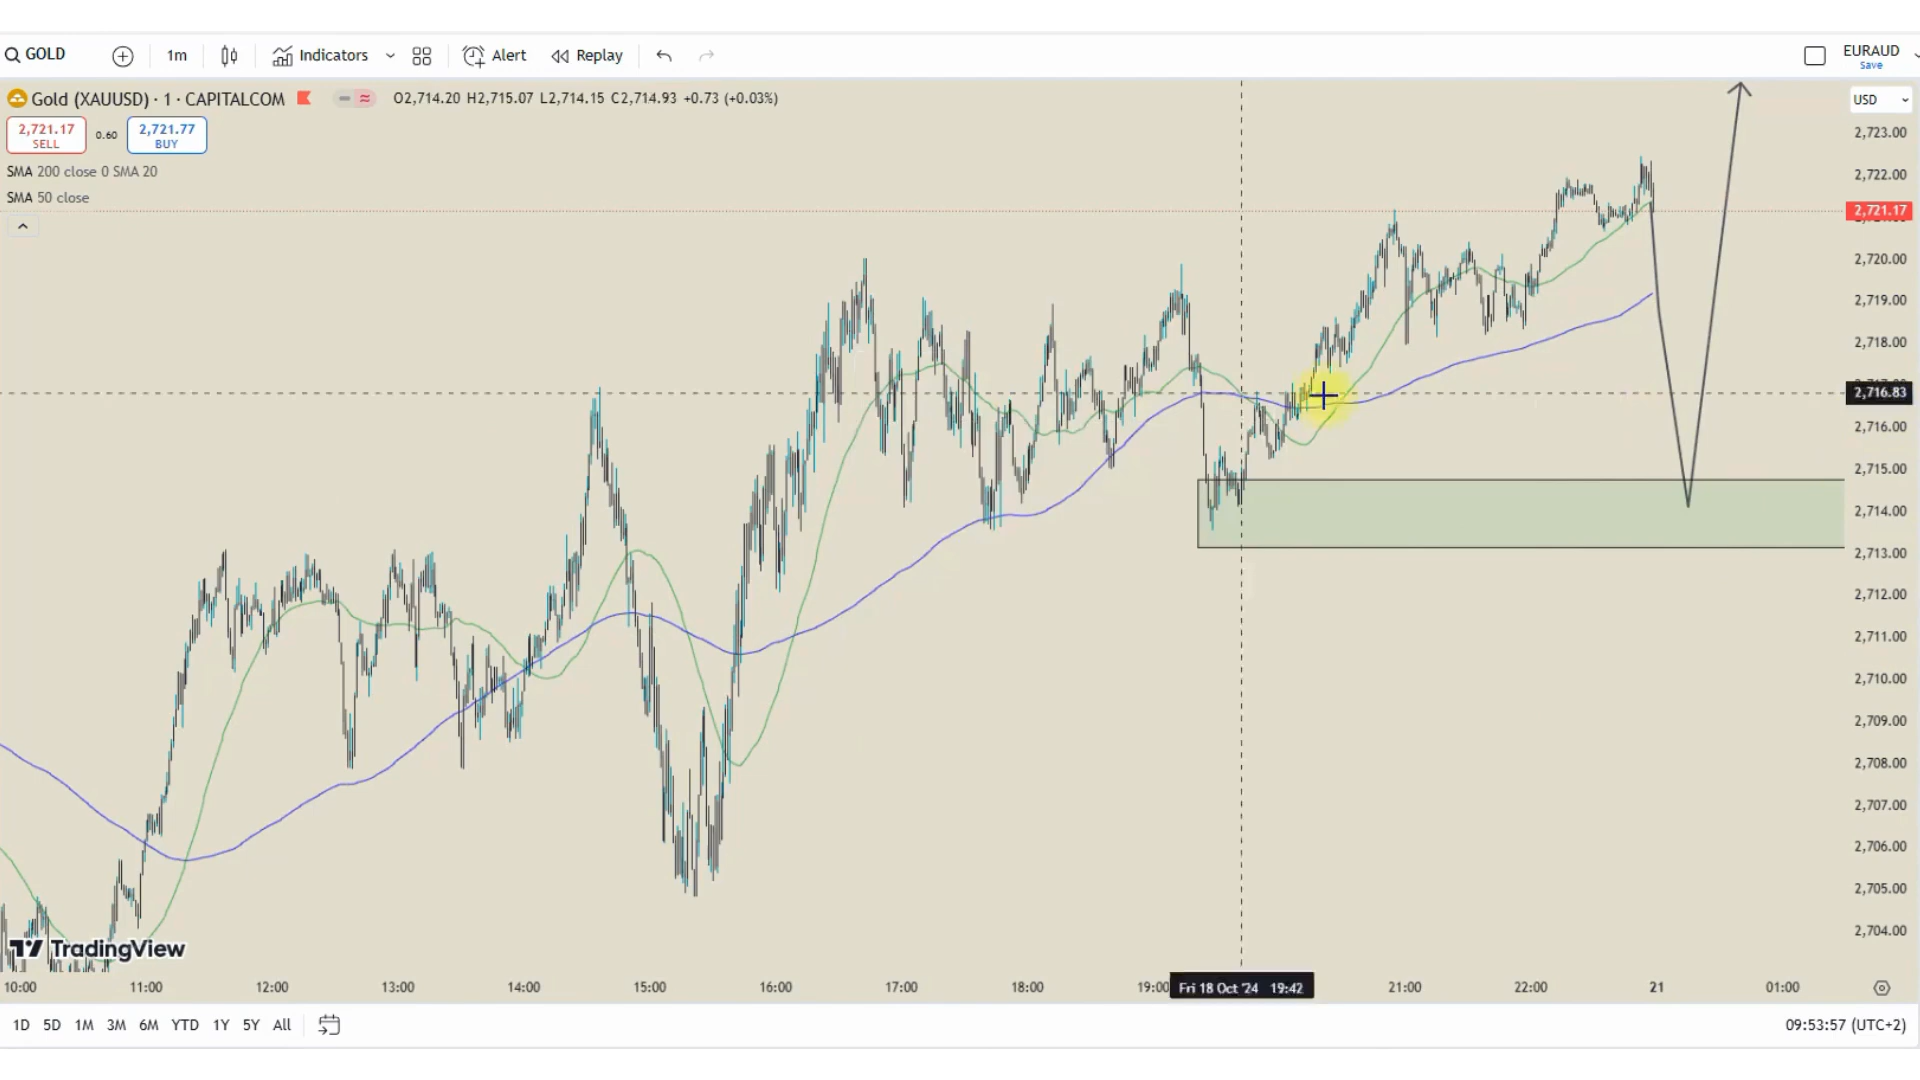 GOLD 1m Indicators Alert Replay EURAUD
Save
Gold (XAUUSD) · 1 · CAPITALCOM O2,714.20 H2,715.07 L2,714.15 C2,714.93 +0.73 (+0.03%)
USD
2,721.17
SELL
0.60
2,721.77
BUY
SMA 200 close 0 SMA 20
SMA 50 close
2,723.00
2,722.00
2,721.17
2,720.00
2,719.00
2,718.00
2,716.83
2,716.00
2,715.00
2,714.00
2,713.00
2,712.00
2,711.00
2,710.00
2,709.00
2,708.00
2,707.00
2,706.00
2,705.00
2,704.00
TradingView
10:00 11:00 12:00 13:00 14:00 15:00 16:00 17:00 18:00 19:00 Fri 18 Oct '24 19:42 21:00 22:00 21 01:00
1D 5D 1M 3M 6M YTD 1Y 5Y All 09:53:57 (UTC+2)